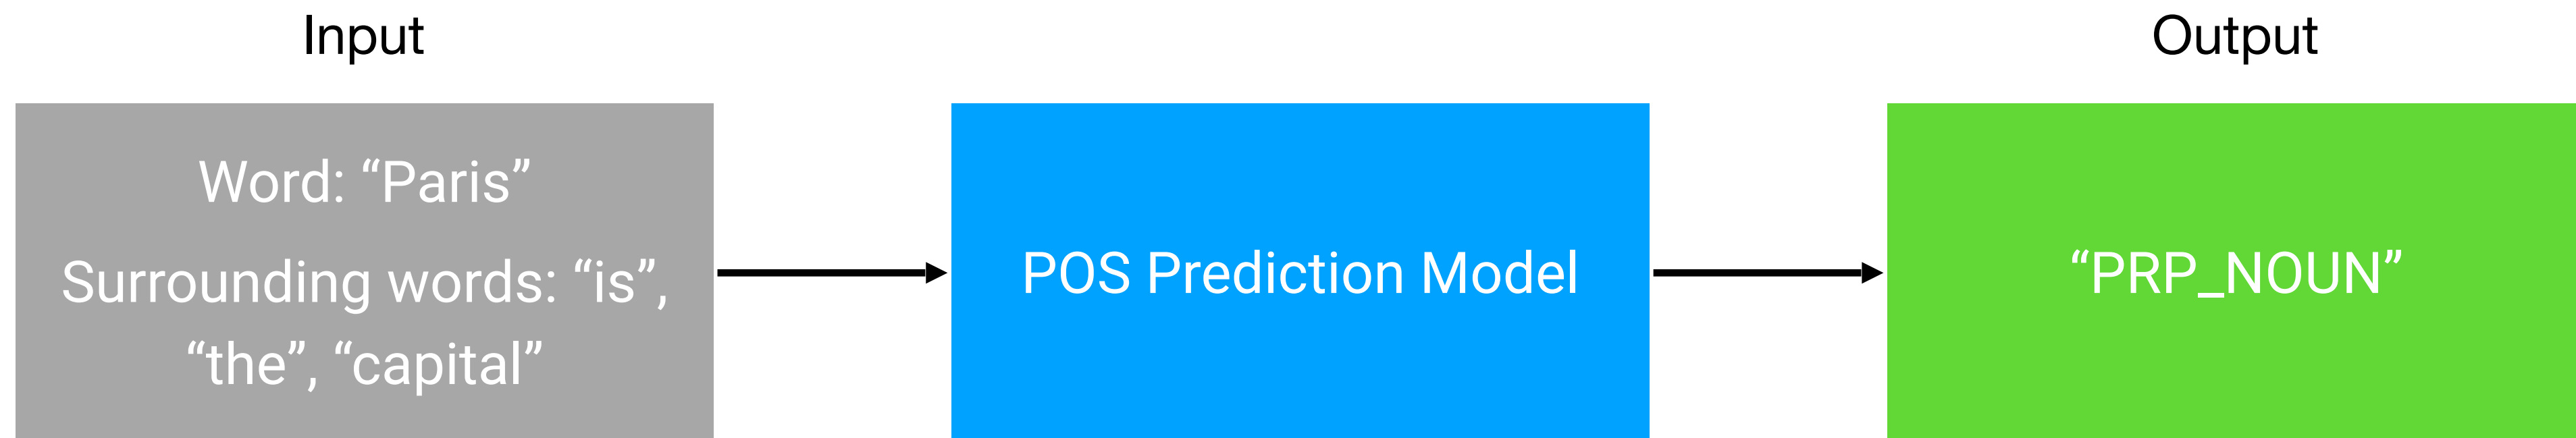 Input
Output
Word: “Paris”
Surrounding words: “is”,
“the”, “capital”
POS Prediction Model
“PRP_NOUN”